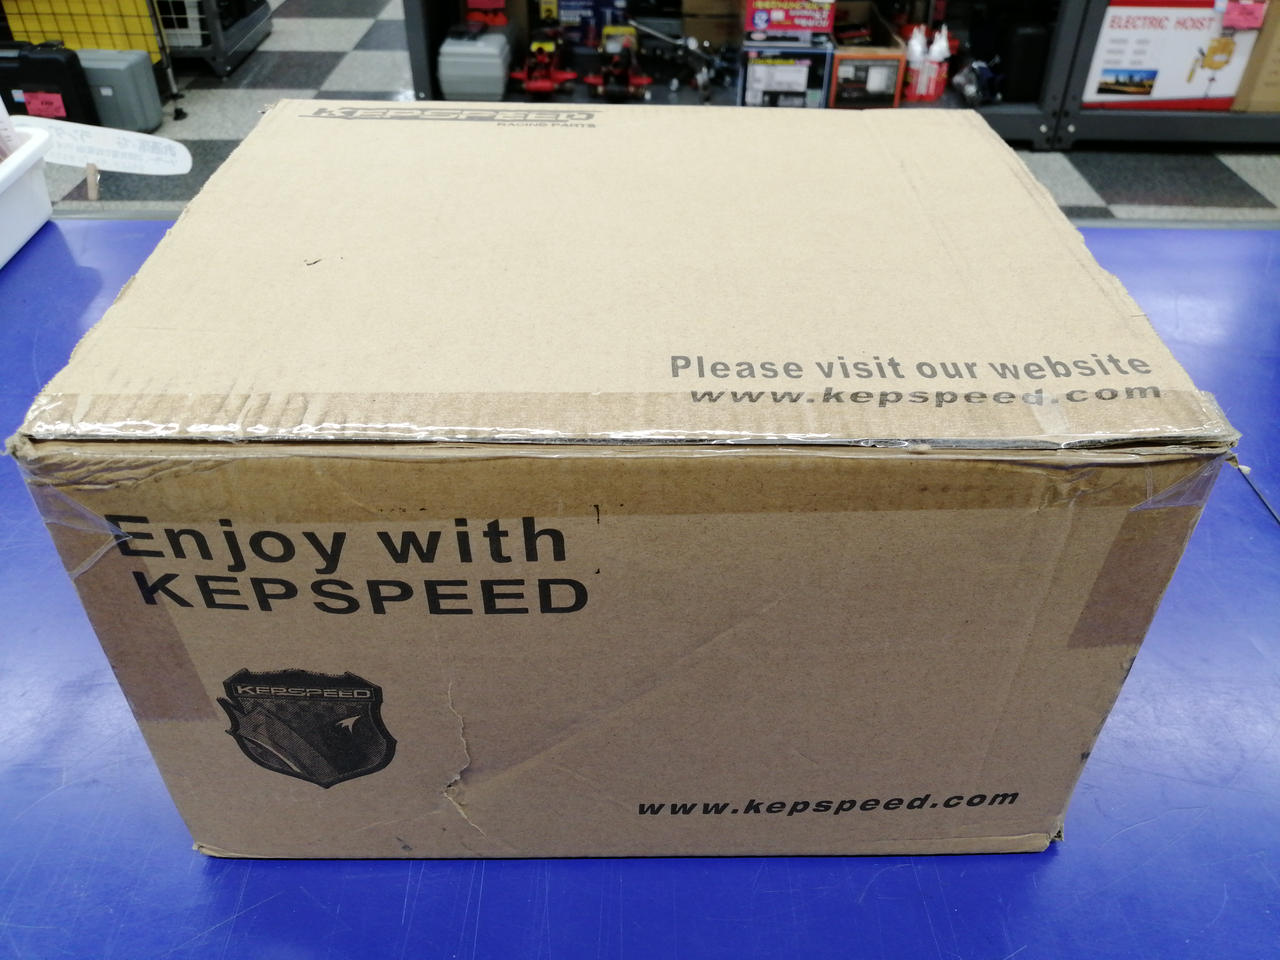 ELECTRIC HOIST
KEPSPEED
RACING PARTS
Please visit our website
www.kepspeed.com
Enjoy with
KEPSPEED
KEPSPEED
www.kepspeed.com